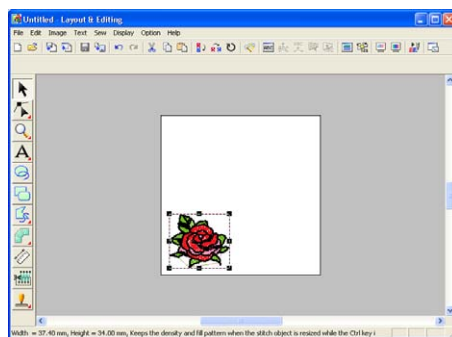 Untitled - Layout & Editing
File Edit Image Text Sew Display Option Help
A
Width = 37.40 mm, Height = 34.00 mm, Keeps the density and fill pattern when the stitch object is resized while the Ctrl key i